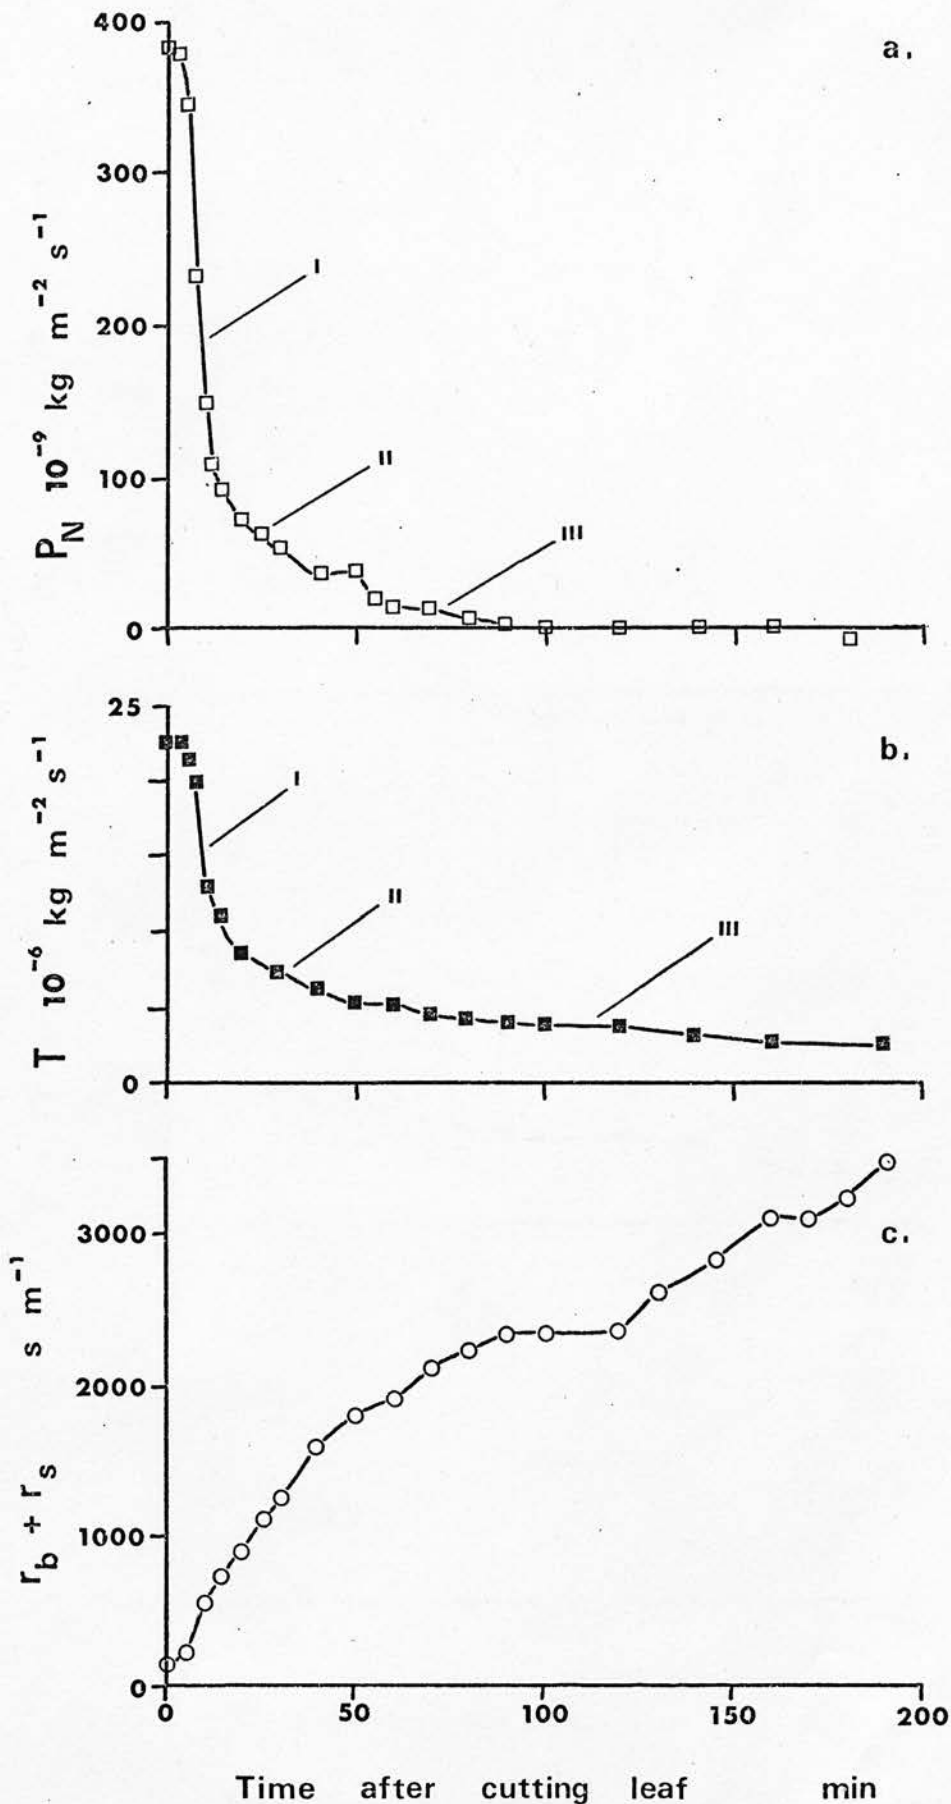 400
a.
300
200
100
0
P_N 10⁻⁹ kg m⁻² s⁻¹
I
II
III
25
b.
0
T 10⁻⁶ kg m⁻² s⁻¹
I
II
III
3000
c.
2000
1000
0
r_b + r_s s m⁻¹
0 50 100 150 200
Time after cutting leaf min